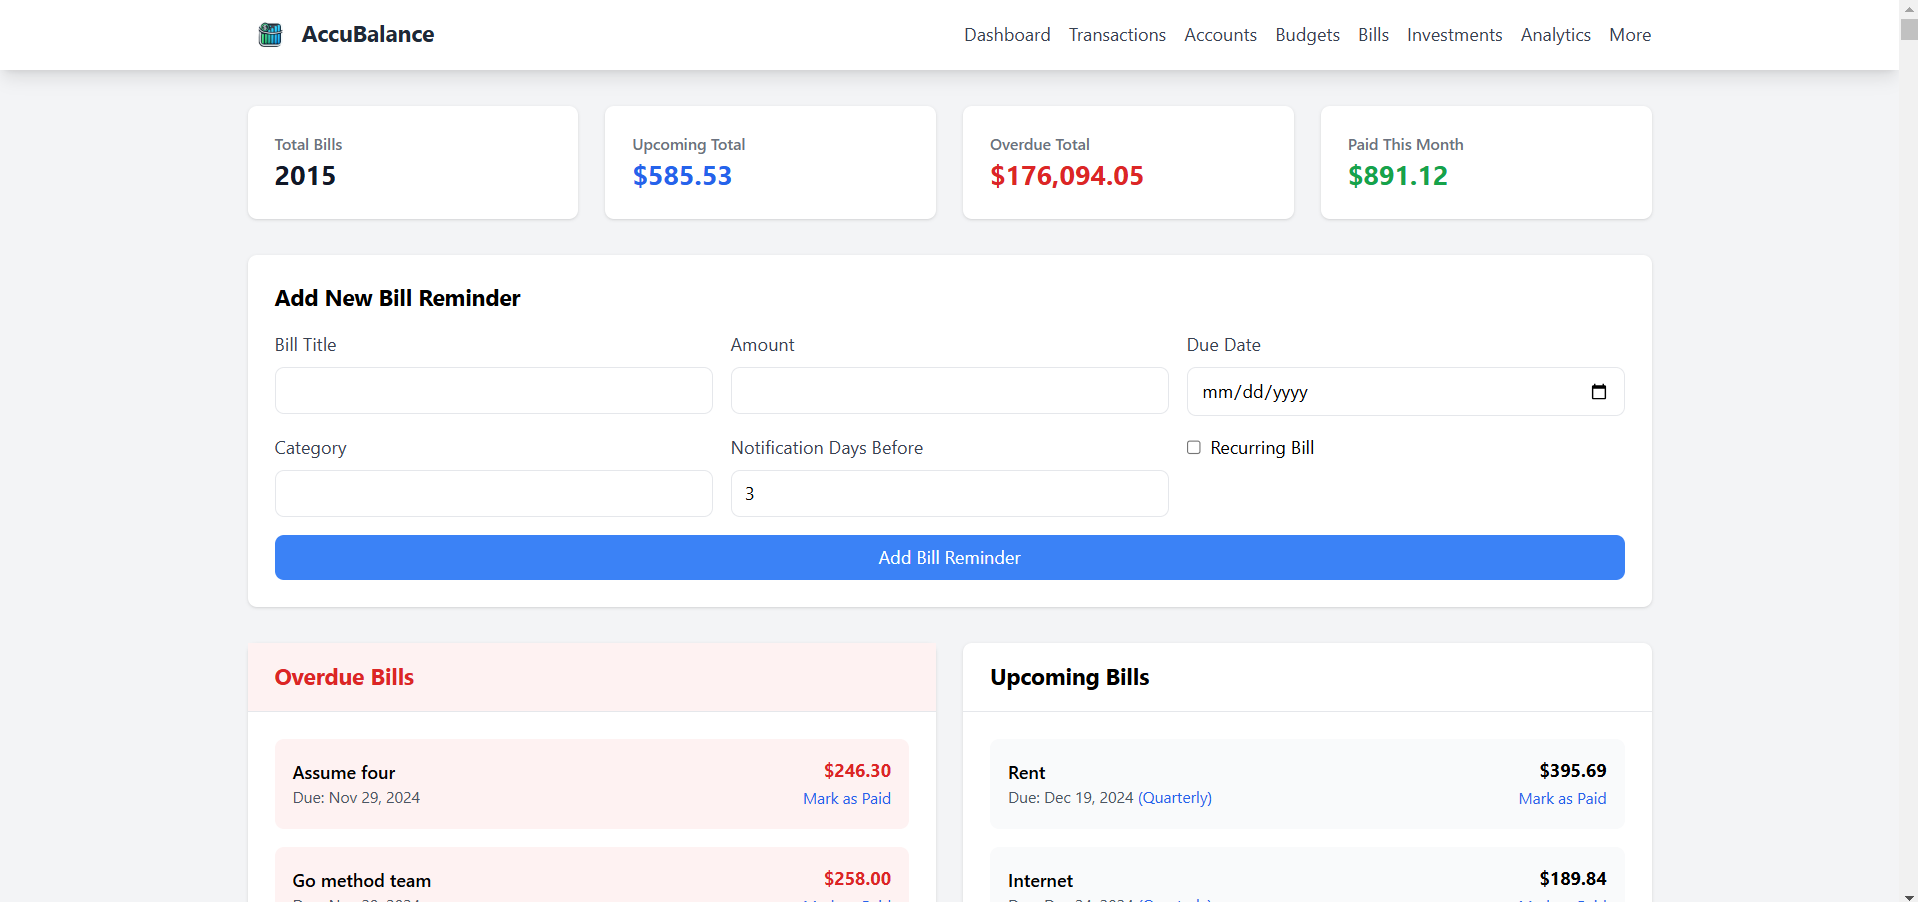 AccuBalance
Dashboard Transactions Accounts Budgets Bills Investments Analytics More
Total Bills
2015
Upcoming Total
$585.53
Overdue Total
$176,094.05
Paid This Month
$891.12
Add New Bill Reminder
Bill Title
Amount
Due Date
mm/dd/yyyy
Category
Notification Days Before
3
Recurring Bill
Add Bill Reminder
Overdue Bills
Assume four
$246.30
Due: Nov 29, 2024
Mark as Paid
Go method team
$258.00
Upcoming Bills
Rent
$395.69
Due: Dec 19, 2024 (Quarterly)
Mark as Paid
Internet
$189.84